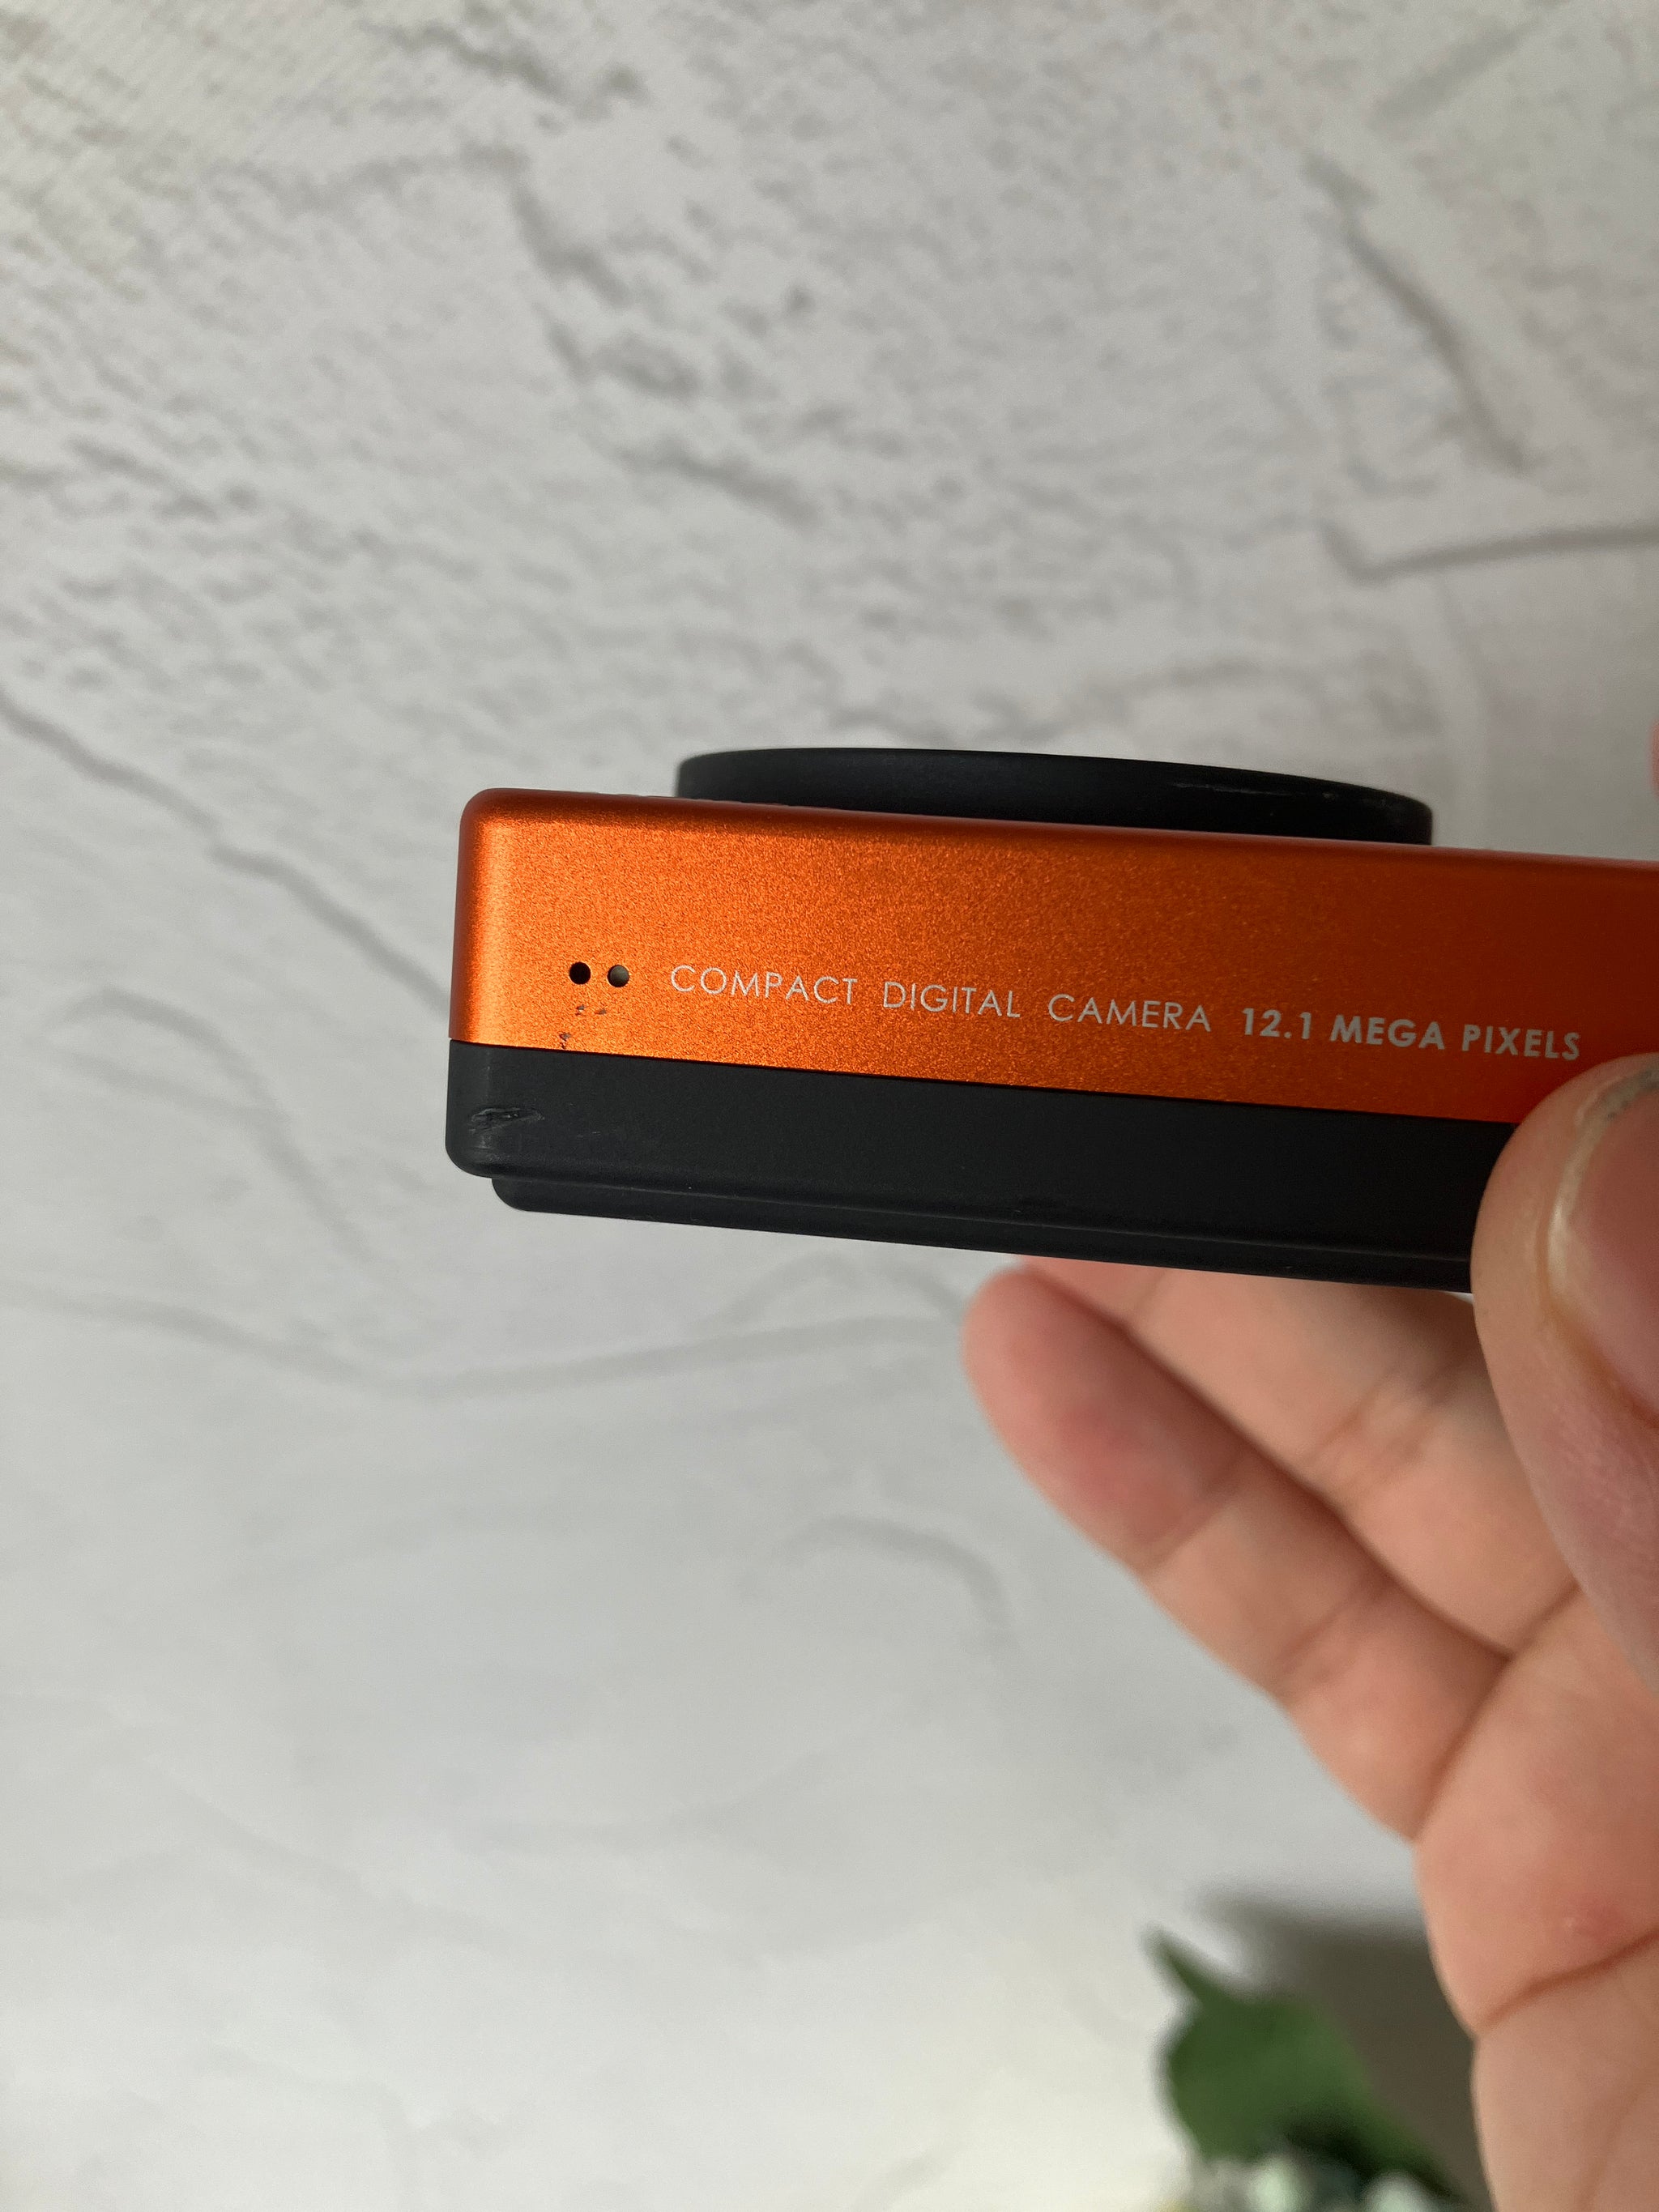 COMPACT DIGITAL CAMERA 12.1 MEGA PIXELS